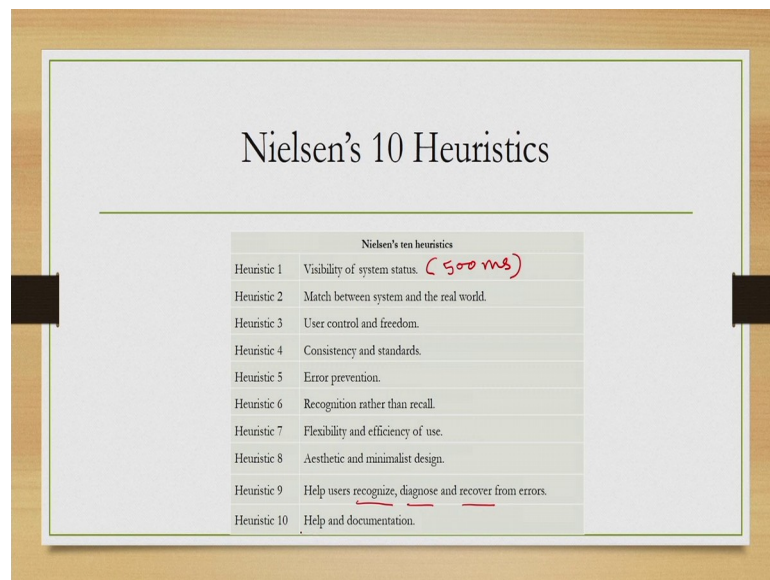 Nielsen's 10 Heuristics
Nielsen's ten heuristics
Heuristic 1 Visibility of system status. (500 ms)
Heuristic 2 Match between system and the real world.
Heuristic 3 User control and freedom.
Heuristic 4 Consistency and standards.
Heuristic 5 Error prevention.
Heuristic 6 Recognition rather than recall.
Heuristic 7 Flexibility and efficiency of use.
Heuristic 8 Aesthetic and minimalist design.
Heuristic 9 Help users recognize, diagnose and recover from errors.
Heuristic 10 Help and documentation.